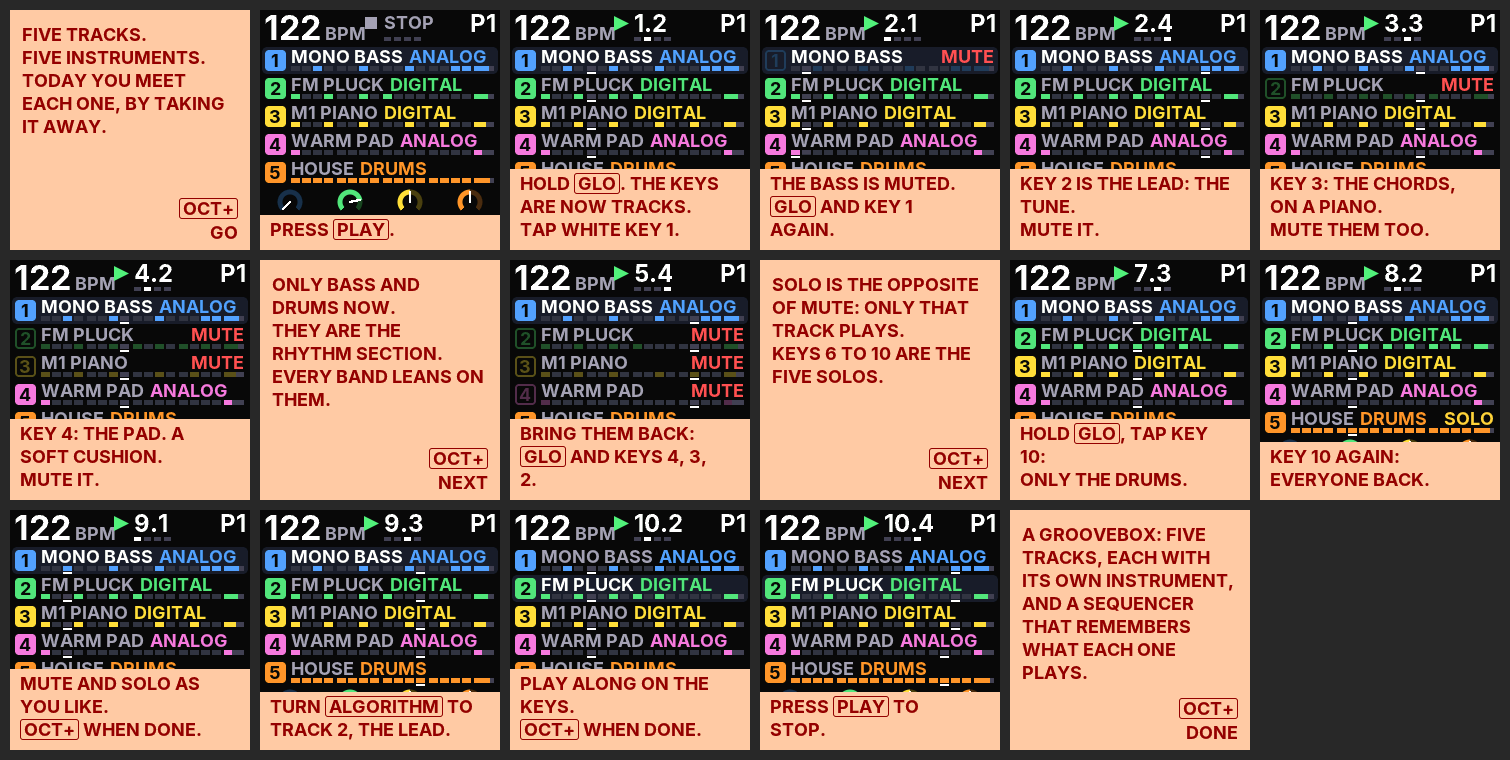 FIVE TRACKS.
FIVE INSTRUMENTS.
TODAY YOU MEET
EACH ONE, BY TAKING
IT AWAY.
OCT+
GO
122 BPM STOP P1
1 MONO BASS ANALOG
2 FM PLUCK DIGITAL
3 M1 PIANO DIGITAL
4 WARM PAD ANALOG
5 HOUSE DRUMS
PRESS PLAY.
122 BPM 1.2 P1
1 MONO BASS ANALOG
2 FM PLUCK DIGITAL
3 M1 PIANO DIGITAL
4 WARM PAD ANALOG
HOUSE DRUMS
HOLD GLO. THE KEYS
ARE NOW TRACKS.
TAP WHITE KEY 1.
122 BPM 2.1 P1
1 MONO BASS MUTE
2 FM PLUCK DIGITAL
3 M1 PIANO DIGITAL
4 WARM PAD ANALOG
HOUSE DRUMS
THE BASS IS MUTED.
GLO AND KEY 1
AGAIN.
122 BPM 2.4 P1
1 MONO BASS ANALOG
2 FM PLUCK DIGITAL
3 M1 PIANO DIGITAL
4 WARM PAD ANALOG
HOUSE DRUMS
KEY 2 IS THE LEAD: THE
TUNE.
MUTE IT.
122 BPM 3.3 P1
1 MONO BASS ANALOG
2 FM PLUCK MUTE
3 M1 PIANO DIGITAL
4 WARM PAD ANALOG
HOUSE DRUMS
KEY 3: THE CHORDS,
ON A PIANO.
MUTE THEM TOO.
122 BPM 4.2 P1
1 MONO BASS ANALOG
2 FM PLUCK MUTE
3 M1 PIANO MUTE
4 WARM PAD ANALOG
HOUSE DRUMS
KEY 4: THE PAD. A
SOFT CUSHION.
MUTE IT.
ONLY BASS AND
DRUMS NOW.
THEY ARE THE
RHYTHM SECTION.
EVERY BAND LEANS ON
THEM.
OCT+
NEXT
122 BPM 5.4 P1
1 MONO BASS ANALOG
2 FM PLUCK MUTE
3 M1 PIANO MUTE
4 WARM PAD MUTE
HOUSE DRUMS
BRING THEM BACK:
GLO AND KEYS 4, 3,
2.
SOLO IS THE OPPOSITE
OF MUTE: ONLY THAT
TRACK PLAYS.
KEYS 6 TO 10 ARE THE
FIVE SOLOS.
OCT+
NEXT
122 BPM 7.3 P1
1 MONO BASS ANALOG
2 FM PLUCK DIGITAL
3 M1 PIANO DIGITAL
4 WARM PAD ANALOG
HOUSE DRUMS
HOLD GLO, TAP KEY
10:
ONLY THE DRUMS.
122 BPM 8.2 P1
1 MONO BASS ANALOG
2 FM PLUCK DIGITAL
3 M1 PIANO DIGITAL
4 WARM PAD ANALOG
5 HOUSE DRUMS SOLO
KEY 10 AGAIN:
EVERYONE BACK.
122 BPM 9.1 P1
1 MONO BASS ANALOG
2 FM PLUCK DIGITAL
3 M1 PIANO DIGITAL
4 WARM PAD ANALOG
HOUSE DRUMS
MUTE AND SOLO AS
YOU LIKE.
OCT+ WHEN DONE.
122 BPM 9.3 P1
1 MONO BASS ANALOG
2 FM PLUCK DIGITAL
3 M1 PIANO DIGITAL
4 WARM PAD ANALOG
5 HOUSE DRUMS
TURN ALGORITHM TO
TRACK 2, THE LEAD.
122 BPM 10.2 P1
1 MONO BASS ANALOG
2 FM PLUCK DIGITAL
3 M1 PIANO DIGITAL
4 WARM PAD ANALOG
HOUSE DRUMS
PLAY ALONG ON THE
KEYS.
OCT+ WHEN DONE.
122 BPM 10.4 P1
1 MONO BASS ANALOG
2 FM PLUCK DIGITAL
3 M1 PIANO DIGITAL
4 WARM PAD ANALOG
5 HOUSE DRUMS
PRESS PLAY TO
STOP.
A GROOVEBOX: FIVE
TRACKS, EACH WITH
ITS OWN INSTRUMENT,
AND A SEQUENCER
THAT REMEMBERS
WHAT EACH ONE
PLAYS.
OCT+
DONE